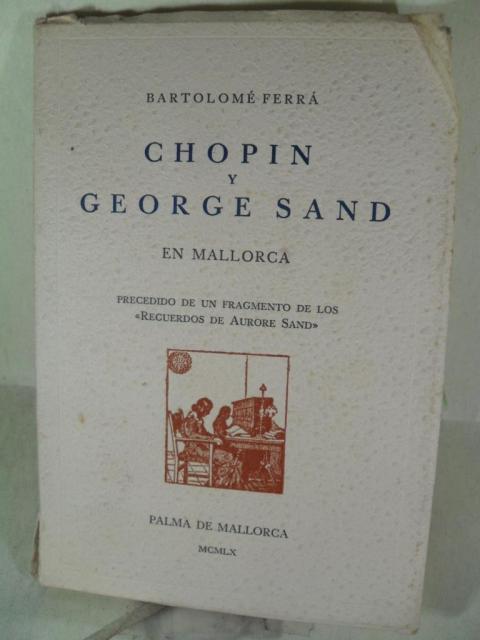 BARTOLOMÉ FERRÁ
CHOPIN
Y
GEORGE SAND
EN MALLORCA
PRECEDIDO DE UN FRAGMENTO DE LOS
«RECUERDOS DE AURORE SAND»
PALMA DE MALLORCA
MCMLX